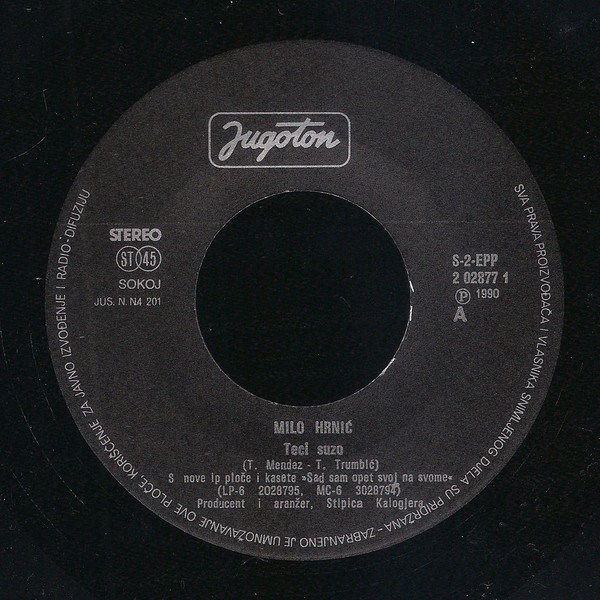 Jugoton
STEREO
ST 45
SOKOJ
JUS. N. N4 201
S-2-EPP
2 02877 1
P 1990
A
MILO HRNIĆ
Teci suzo
(T. Mendez - T. Trumbić)
S nove lp ploče i kasete »Sad sam opet svoj na svome«
(LP-6 2028795, MC-6 3028794)
Producent i aranžer, Stipica Kalogjera
SVA PRAVA PROIZVOĐAČA I VLASNIKA SNIMLJENOG DJELA SU PRIDRŽANA - ZABRANJENO JE UMNOŽAVANJE OVE PLOČE, KORIŠĆENJE ZA JAVNO IZVOĐENJE I RADIO-DIFUZIJU